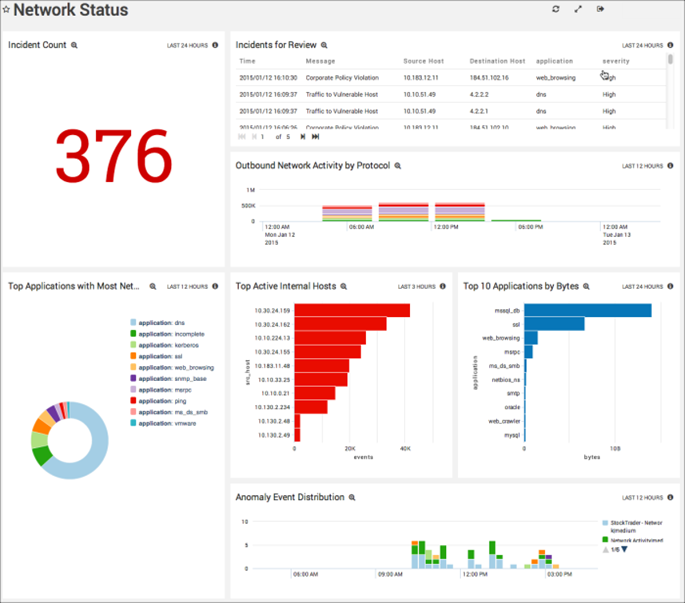 Network Status
Incident Count
LAST 24 HOURS
376
Incidents for Review
LAST 24 HOURS
Time Message Source Host Destination Host application severity
2015/01/12 16:10:30 Corporate Policy Violation 10.183.12.11 184.51.102.16 web_browsing High
2015/01/12 16:09:37 Traffic to Vulnerable Host 10.10.51.49 4.2.2.2 dns High
2015/01/12 16:09:37 Traffic to Vulnerable Host 10.10.51.49 4.2.2.1 dns High
2015/01/12 16:06:26 Corporate Policy Violation 10.183.12.11 184.51.102.10 web_browsing High
1 of 5
Outbound Network Activity by Protocol
LAST 12 HOURS
1M
500K
0
12:00 AM 06:00 AM 12:00 PM 06:00 PM 12:00 AM
Mon Jan 12 Tue Jan 13
2015 2015
Top Applications with Most Net...
LAST 12 HOURS
application: dns
application: incomplete
application: kerberos
application: ssl
application: web_browsing
application: snmp_base
application: msrpc
application: ping
application: ms_ds_smb
application: vmware
Top Active Internal Hosts
LAST 3 HOURS
src_host
10.30.24.159
10.30.24.162
10.10.224.13
10.30.24.155
10.183.11.48
10.10.33.25
10.10.0.21
10.130.2.234
10.130.2.48
10.130.2.49
0 20K 40K
events
Top 10 Applications by Bytes
LAST 24 HOURS
application
mssql_db
ssl
web_browsing
msrpc
ms_ds_smb
netbios_ns
smtp
oracle
web_crawler
mysql
0 10B
bytes
Anomaly Event Distribution
LAST 12 HOURS
10
5
0
06:00 AM 09:00 AM 12:00 PM 03:00 PM
StockTrader - Networ
k:medium
1/8